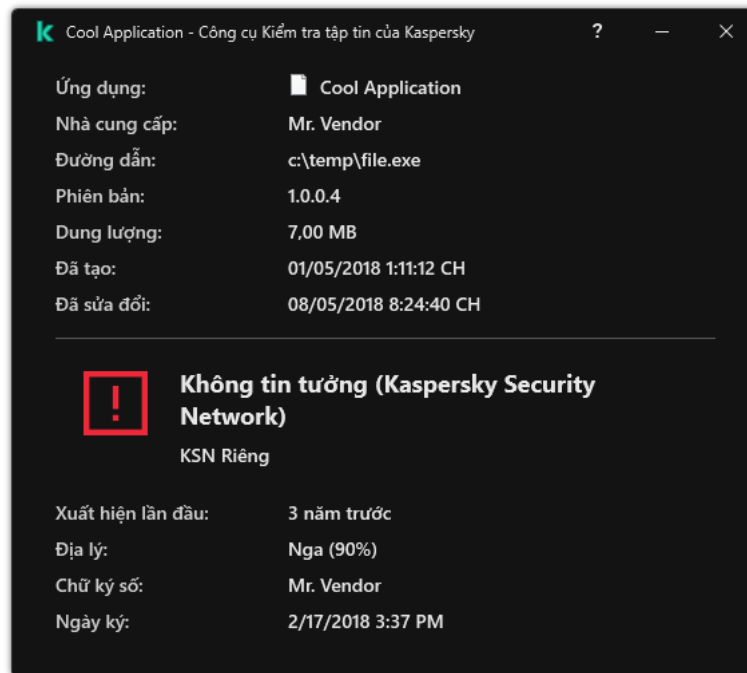 Cool Application - Công cụ Kiểm tra tập tin của Kaspersky ?
Ứng dụng: Cool Application
Nhà cung cấp: Mr. Vendor
Đường dẫn: c:\temp\file.exe
Phiên bản: 1.0.0.4
Dung lượng: 7,00 MB
Đã tạo: 01/05/2018 1:11:12 CH
Đã sửa đổi: 08/05/2018 8:24:40 CH
Không tin tưởng (Kaspersky Security
Network)
KSN Riêng
Xuất hiện lần đầu: 3 năm trước
Địa lý: Nga (90%)
Chữ ký số: Mr. Vendor
Ngày ký: 2/17/2018 3:37 PM